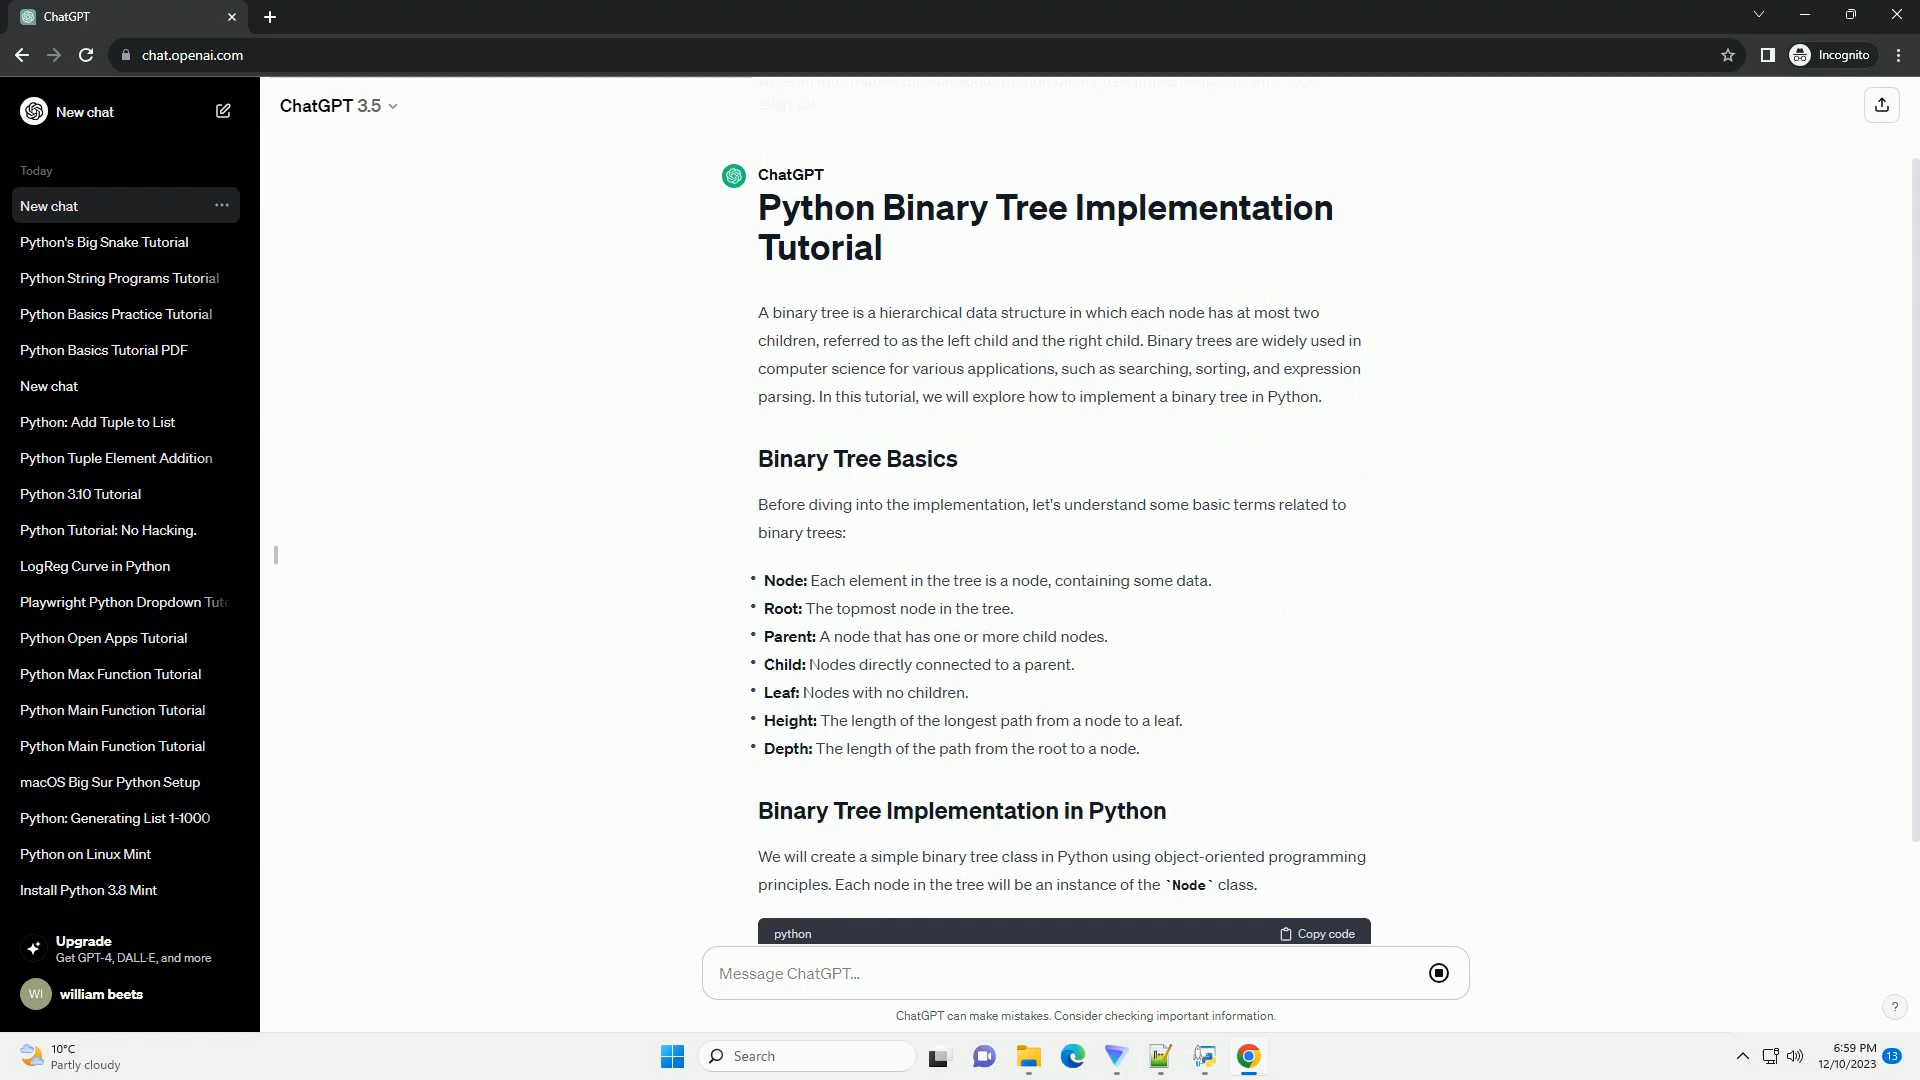 ChatGPT
chat.openai.com
Incognito
New chat
ChatGPT 3.5
Today
New chat
Python's Big Snake Tutorial
Python String Programs Tutorial
Python Basics Practice Tutorial
Python Basics Tutorial PDF
New chat
Python: Add Tuple to List
Python Tuple Element Addition
Python 3.10 Tutorial
Python Tutorial: No Hacking.
LogReg Curve in Python
Playwright Python Dropdown Tuto
Python Open Apps Tutorial
Python Max Function Tutorial
Python Main Function Tutorial
Python Main Function Tutorial
macOS Big Sur Python Setup
Python: Generating List 1-1000
Python on Linux Mint
Install Python 3.8 Mint
Upgrade
Get GPT-4, DALL·E, and more
WI
william beets
ChatGPT
Python Binary Tree Implementation
Tutorial
A binary tree is a hierarchical data structure in which each node has at most two
children, referred to as the left child and the right child. Binary trees are widely used in
computer science for various applications, such as searching, sorting, and expression
parsing. In this tutorial, we will explore how to implement a binary tree in Python.
Binary Tree Basics
Before diving into the implementation, let's understand some basic terms related to
binary trees:
• Node: Each element in the tree is a node, containing some data.
• Root: The topmost node in the tree.
• Parent: A node that has one or more child nodes.
• Child: Nodes directly connected to a parent.
• Leaf: Nodes with no children.
• Height: The length of the longest path from a node to a leaf.
• Depth: The length of the path from the root to a node.
Binary Tree Implementation in Python
We will create a simple binary tree class in Python using object-oriented programming
principles. Each node in the tree will be an instance of the `Node` class.
python
Copy code
Message ChatGPT...
ChatGPT can make mistakes. Consider checking important information.
?
10°C
Partly cloudy
Search
6:59 PM
12/10/2023
13